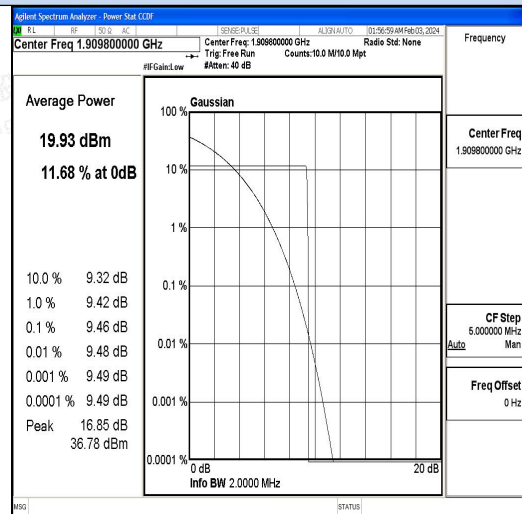 Agilent Spectrum Analyzer - Power Stat CCDF
RL RF 50 Ω AC SENSE:PULSE ALIGN AUTO 01:56:59 AM Feb 03, 2024
Center Freq 1.909800000 GHz
Center Freq: 1.909800000 GHz Radio Std: None
Trig: Free Run Counts:10.0 M/10.0 Mpt
#IFGain:Low #Atten: 40 dB
Frequency
Average Power
19.93 dBm
11.68 % at 0dB
10.0 % 9.32 dB
1.0 % 9.42 dB
0.1 % 9.46 dB
0.01 % 9.48 dB
0.001 % 9.49 dB
0.0001 % 9.49 dB
Peak 16.85 dB
36.78 dBm
Gaussian
100 %
10 %
1 %
0.1 %
0.01 %
0.001 %
0.0001 %
0 dB 20 dB
Info BW 2.0000 MHz
Center Freq
1.909800000 GHz
CF Step
5.000000 MHz
Auto Man
Freq Offset
0 Hz
MSG STATUS